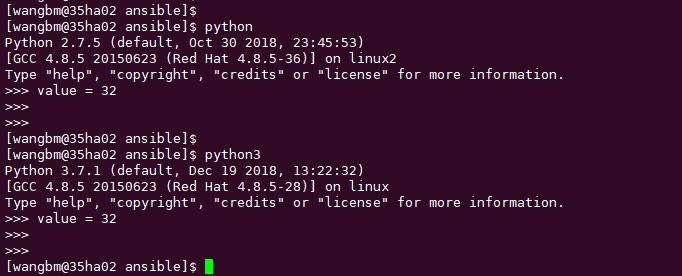 [wangbm@35ha02 ansible]$
[wangbm@35ha02 ansible]$ python
Python 2.7.5 (default, Oct 30 2018, 23:45:53)
[GCC 4.8.5 20150623 (Red Hat 4.8.5-36)] on linux2
Type "help", "copyright", "credits" or "license" for more information.
>>> value = 32
>>>
>>>
[wangbm@35ha02 ansible]$
[wangbm@35ha02 ansible]$ python3
Python 3.7.1 (default, Dec 19 2018, 13:22:32)
[GCC 4.8.5 20150623 (Red Hat 4.8.5-28)] on linux
Type "help", "copyright", "credits" or "license" for more information.
>>> value = 32
>>>
>>>
[wangbm@35ha02 ansible]$